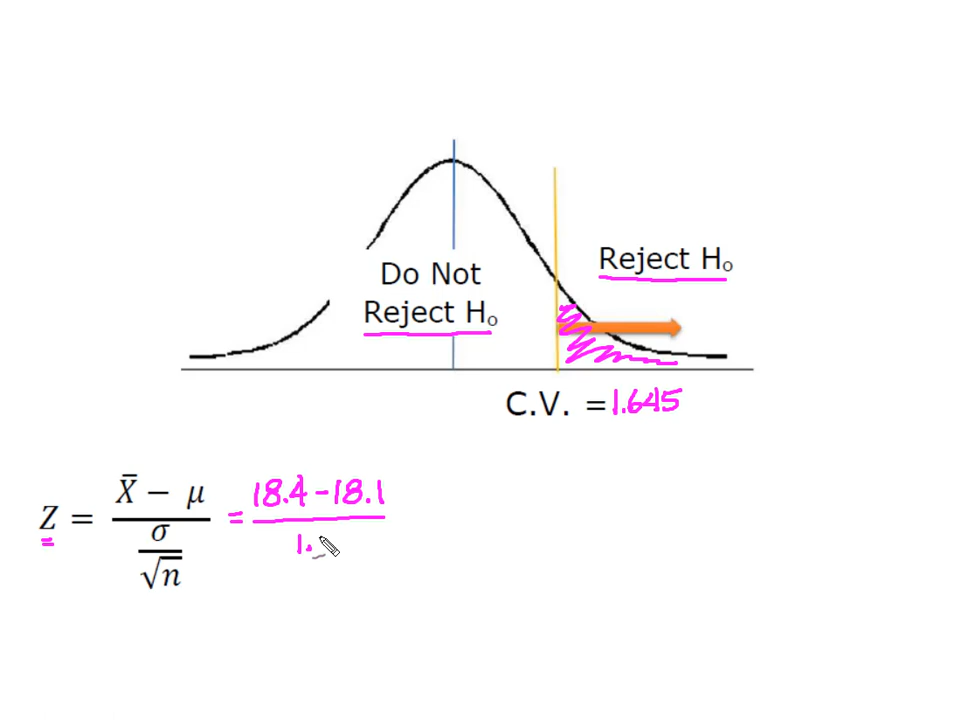 Do Not
Reject H₀
Reject H₀
C.V. = 1.645
Z = X̄ − μ / σ / √n = 18.4 - 18.1 / 1.